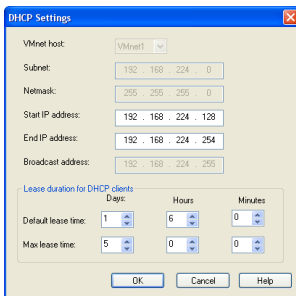 DHCP Settings
VMnet host: VMnet1
Subnet: 192 . 168 . 224 . 0
Netmask: 255 . 255 . 255 . 0
Start IP address: 192 . 168 . 224 . 128
End IP address: 192 . 168 . 224 . 254
Broadcast address: 192 . 168 . 224 . 255
Lease duration for DHCP clients
Days: Hours Minutes
Default lease time: 1 6 0
Max lease time: 5 0 0
OK Cancel Help